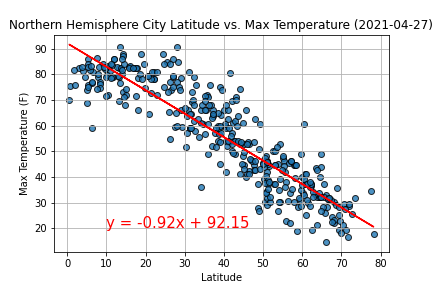 Northern Hemisphere City Latitude vs. Max Temperature (2021-04-27)
Max Temperature (F)
90
80
70
60
50
40
30
20
y = -0.92x + 92.15
0 10 20 30 40 50 60 70 80
Latitude